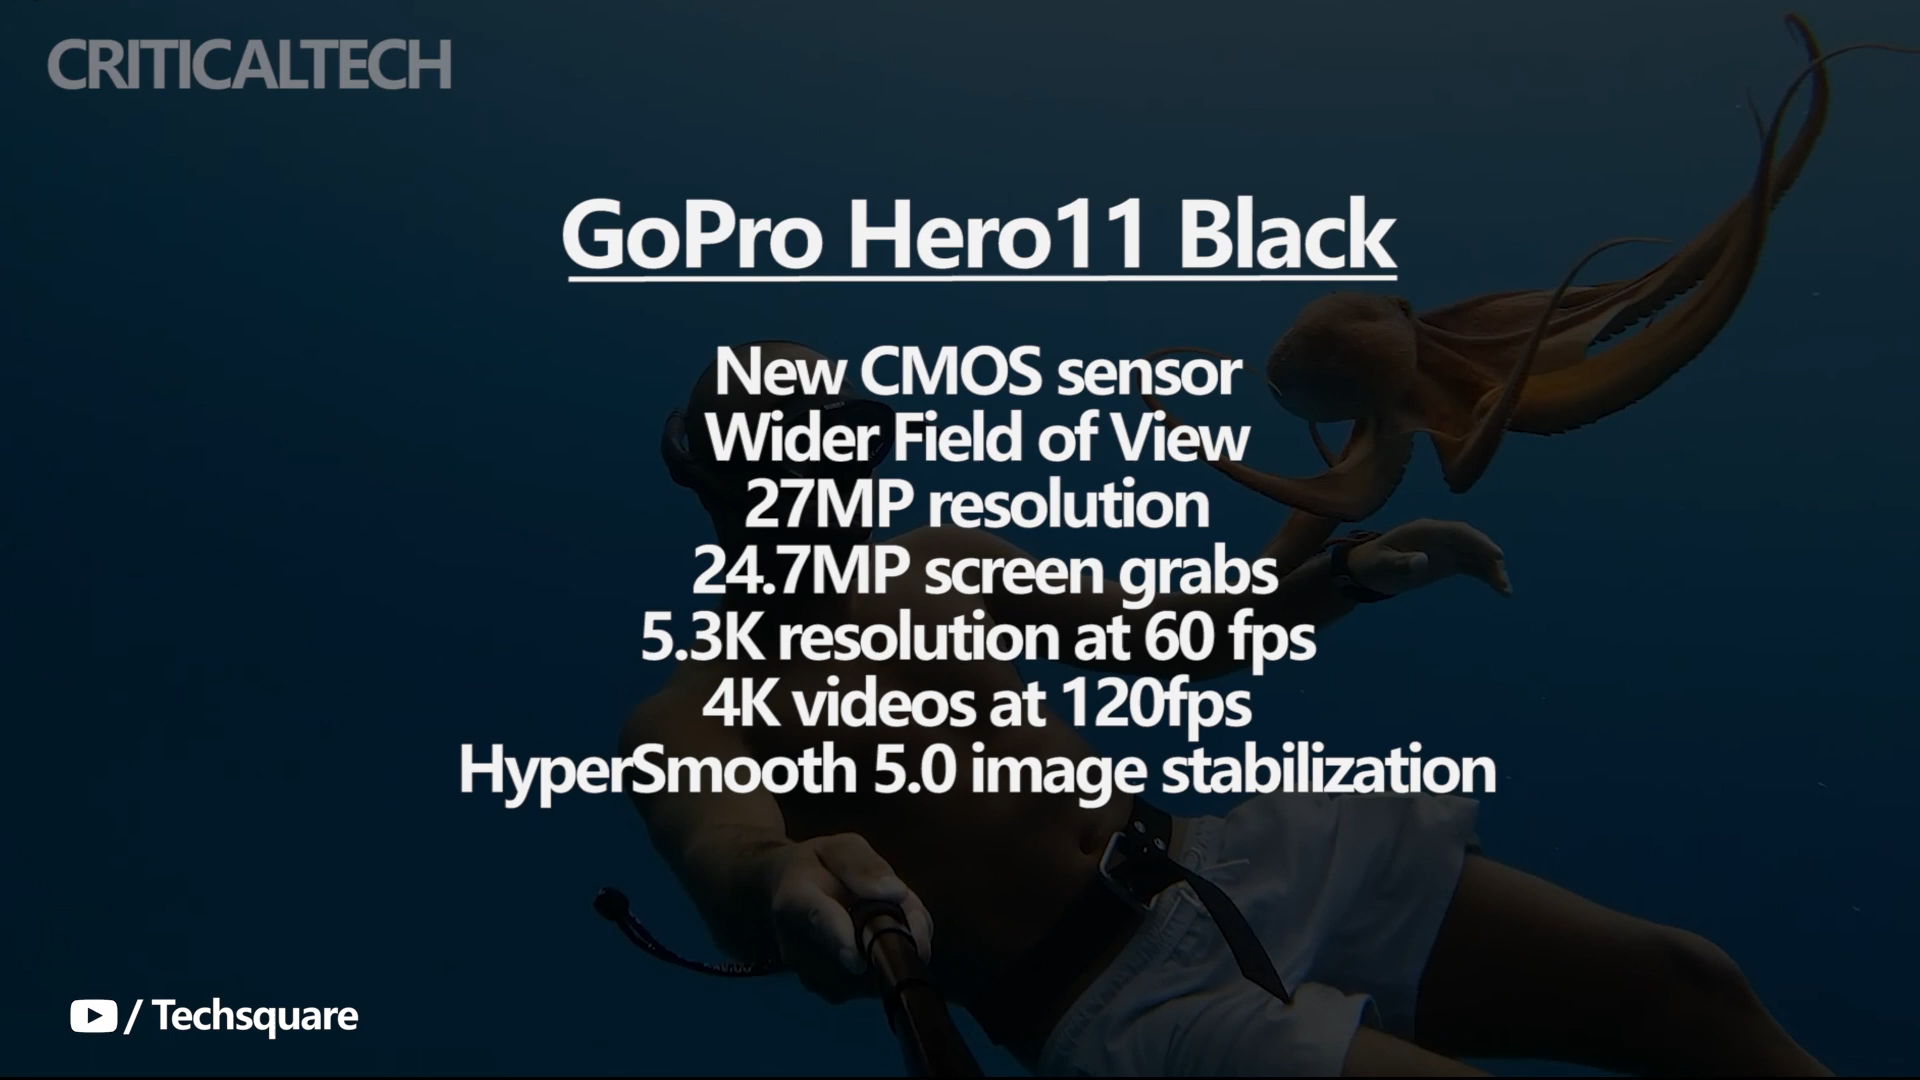 CRITICALTECH
GoPro Hero11 Black
New CMOS sensor
Wider Field of View
27MP resolution
24.7MP screen grabs
5.3K resolution at 60 fps
4K videos at 120fps
HyperSmooth 5.0 image stabilization
/ Techsquare